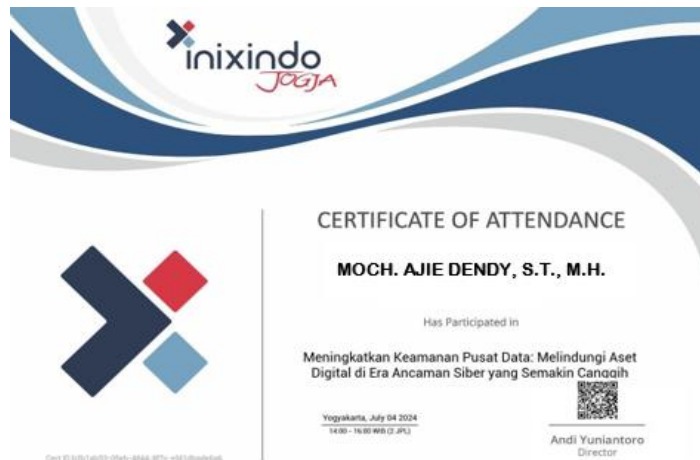 inixindo
JOGJA
CERTIFICATE OF ATTENDANCE
MOCH. AJIE DENDY, S.T., M.H.
Has Participated in
Meningkatkan Keamanan Pusat Data: Melindungi Aset
Digital di Era Ancaman Siber yang Semakin Canggih
Yogyakarta, July 04 2024
14:00 - 16:00 WIB (2 JPL)
Andi Yuniantoro
Director